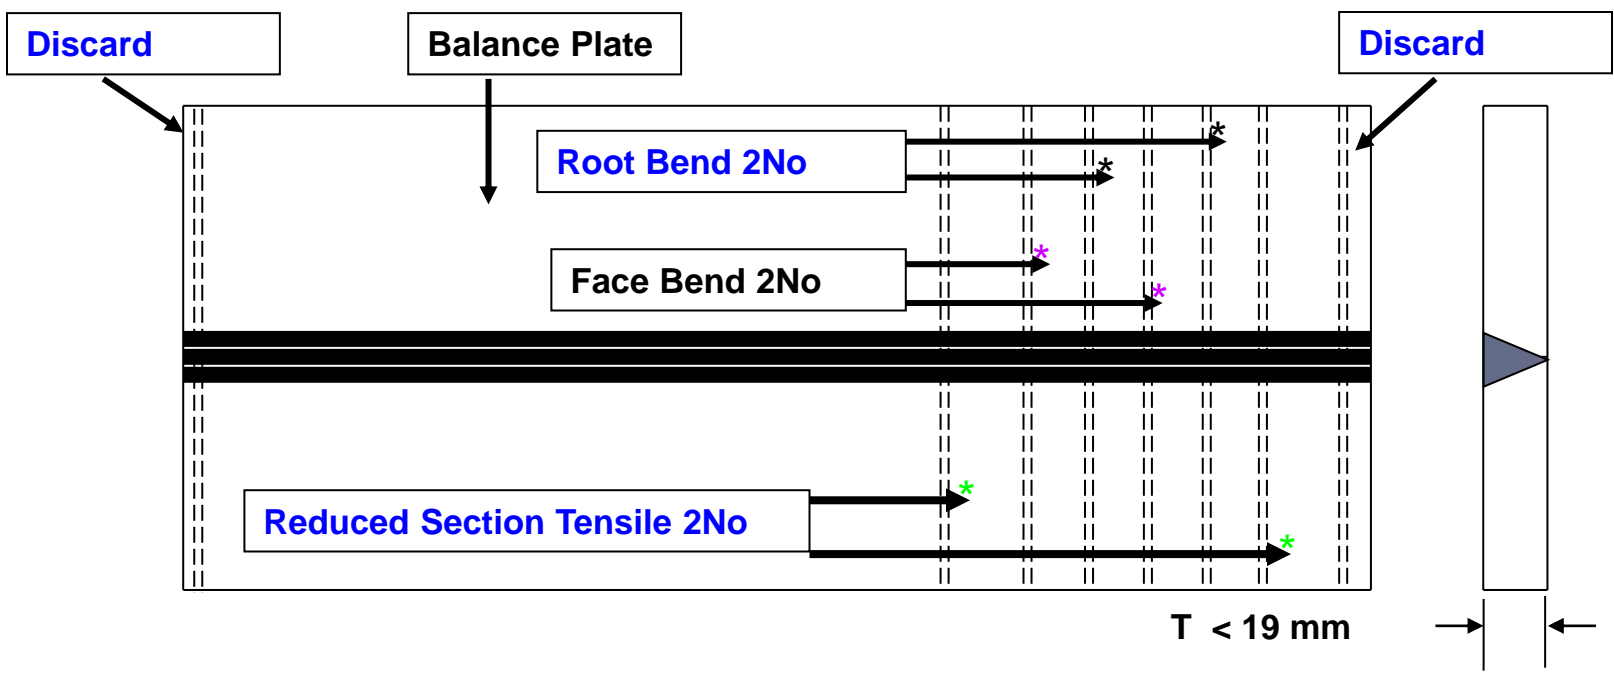 Discard
Balance Plate
Discard
*
Root Bend 2No
*
*
Face Bend 2No
*
*
Reduced Section Tensile 2No
*
T < 19 mm